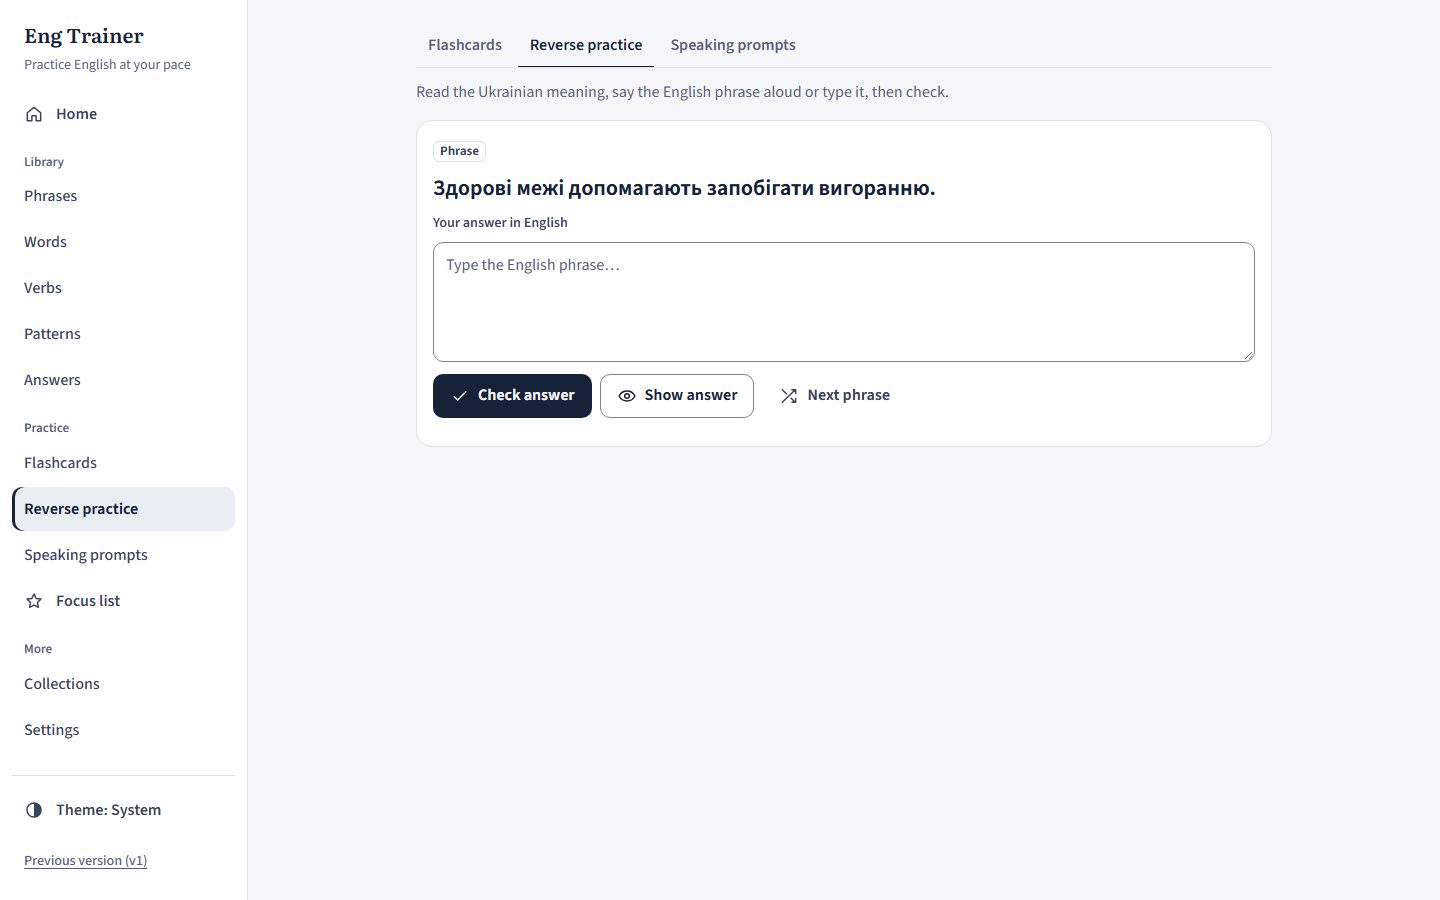 Eng Trainer
Practice English at your pace
Home
Library
Phrases
Words
Verbs
Patterns
Answers
Practice
Flashcards
Reverse practice
Speaking prompts
Focus list
More
Collections
Settings
Theme: System
Previous version (v1)
Flashcards Reverse practice Speaking prompts
Read the Ukrainian meaning, say the English phrase aloud or type it, then check.
Phrase
Здорові межі допомагають запобігати вигоранню.
Your answer in English
Type the English phrase…
Check answer Show answer Next phrase